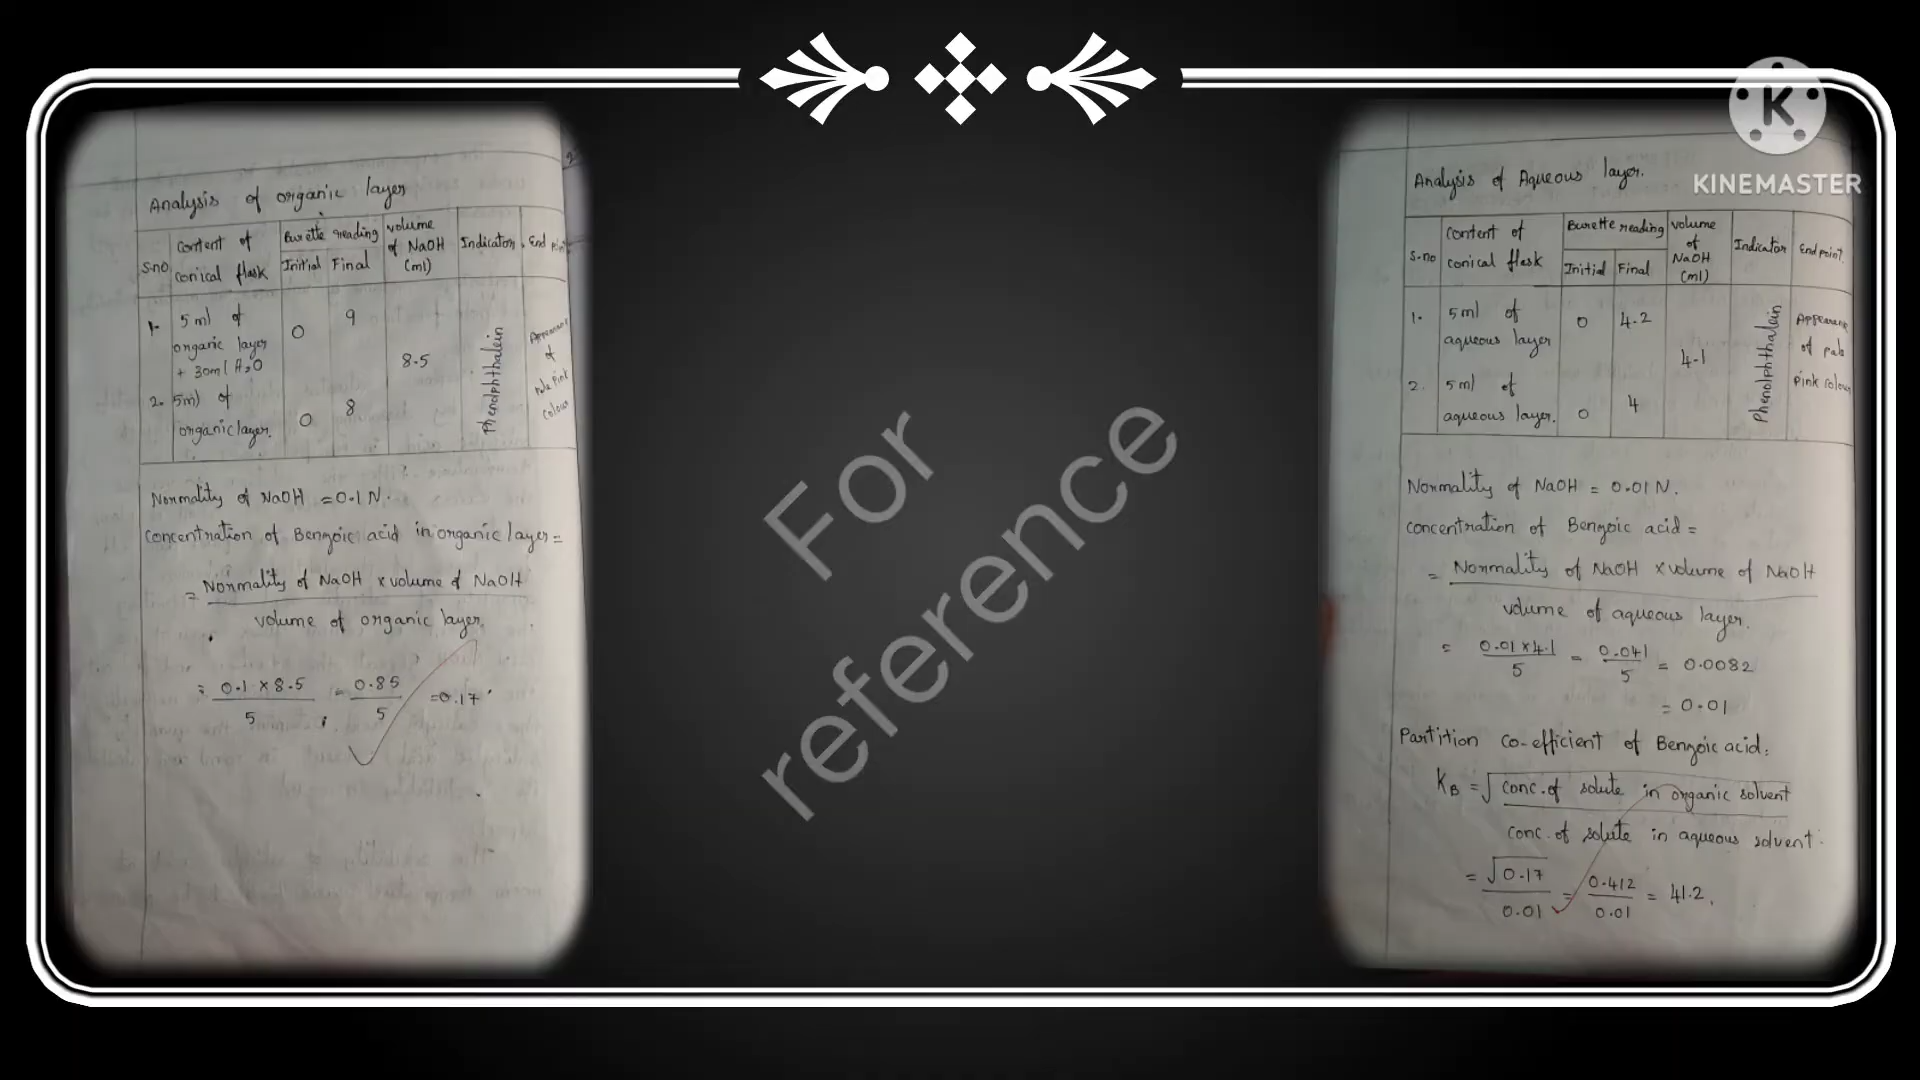 Analysis of organic layer
S.no
Content of conical flask
Burette reading
Initial Final
volume of NaOH (ml)
Indicator
End point
1. 5 ml of organic layer + 30ml H2O
0
9
8.5
Phenolphthalein
Appearance of pale pink colour
2. 5ml of organic layer.
0
8
Normality of NaOH = 0.1 N.
Concentration of Benzoic acid in organic layer =
= Normality of NaOH x volume of NaOH
volume of organic layer.
= 0.1 x 8.5 = 0.85 = 0.17
5 5
For
reference
KINEMASTER
Analysis of Aqueous layer.
S.no
content of conical flask
Burette reading
Initial Final
volume of NaOH (ml)
Indicator
End point.
1. 5ml of aqueous layer
0
4.2
4.1
Phenolphthalein
Appearance of pale pink colour
2. 5ml of aqueous layer.
0
4
Normality of NaOH = 0.01 N.
concentration of Benzoic acid =
= Normality of NaOH x volume of NaOH
volume of aqueous layer.
= 0.01 x 4.1 = 0.041 = 0.0082
5 5
= 0.01
Partition co-efficient of Benzoic acid:
KB = √conc. of solute in organic solvent
conc. of solute in aqueous solvent.
= √0.17 = 0.412 = 41.2.
0.01 0.01